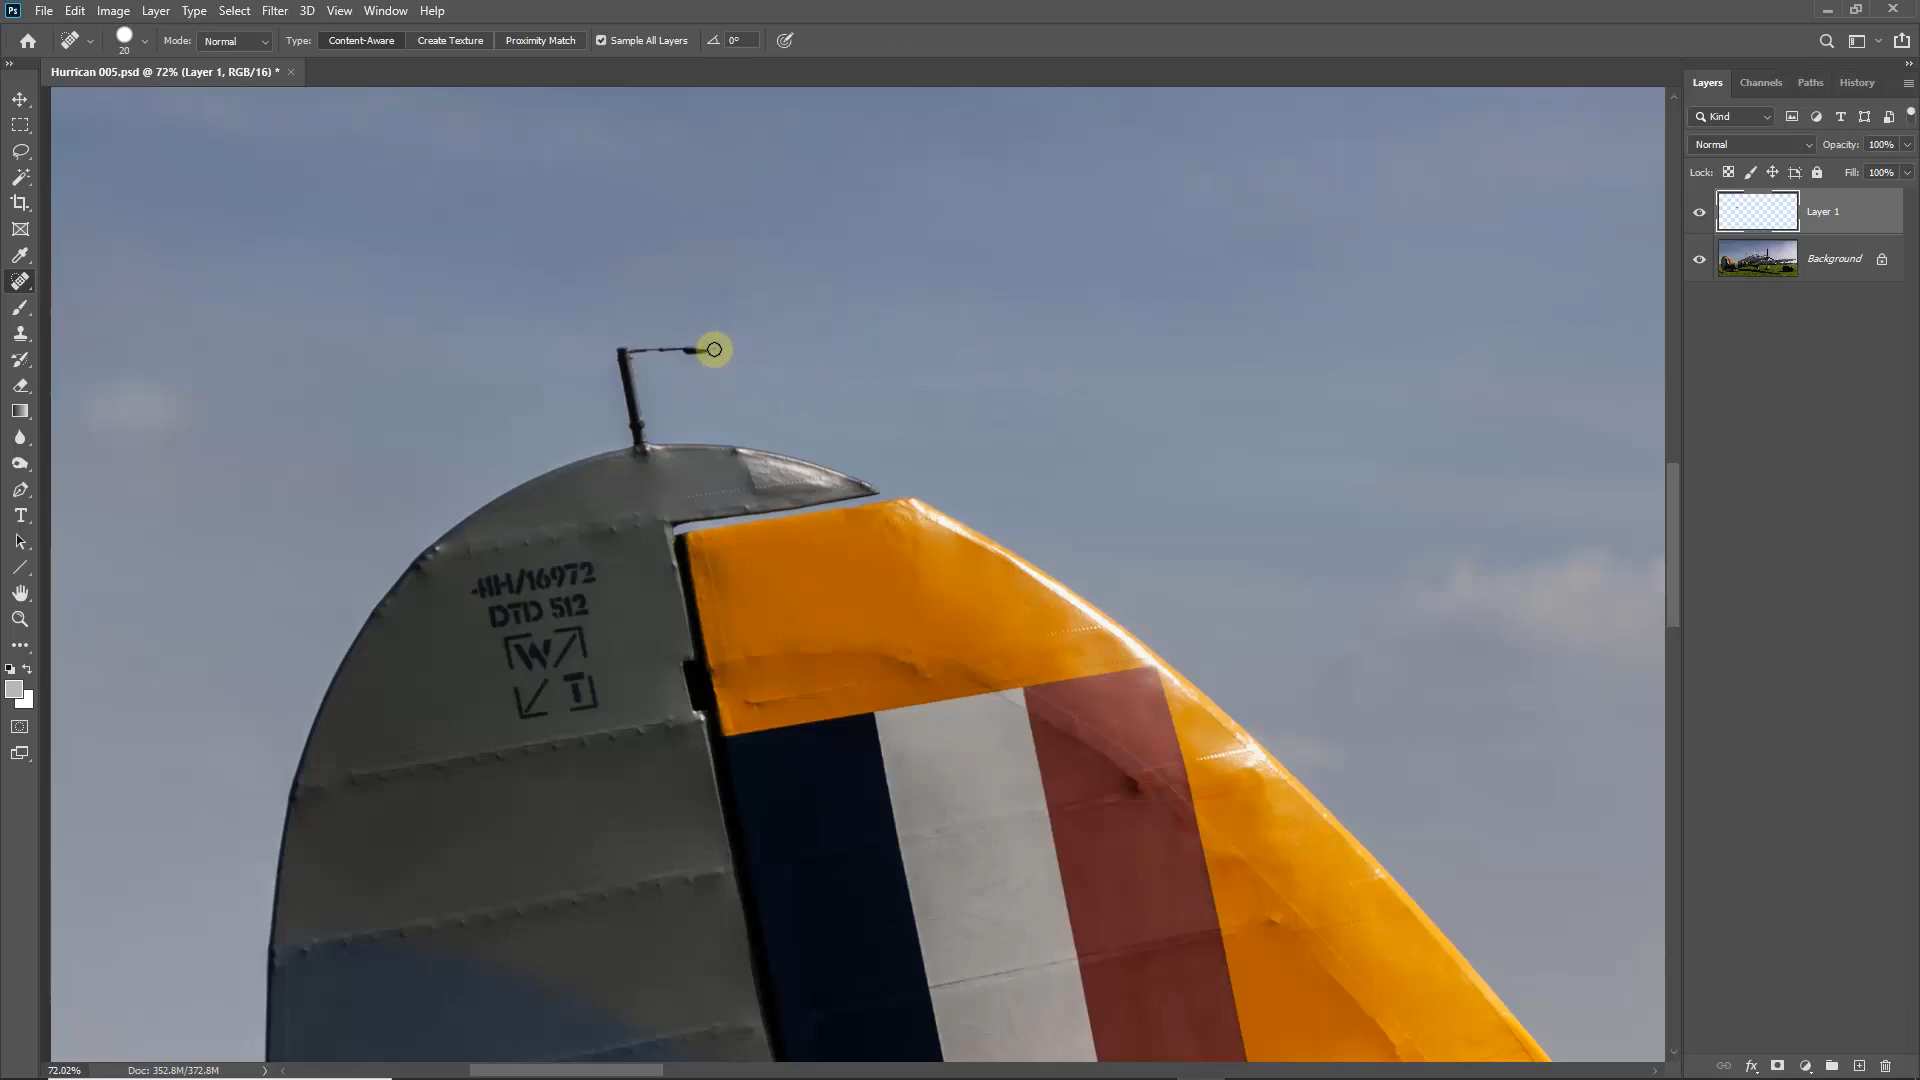 Ps File Edit Image Layer Type Select Filter 3D View Window Help
20 Mode: Normal Type: Content-Aware Create Texture Proximity Match Sample All Layers 0°
Hurrican 005.psd @ 72% (Layer 1, RGB/16) *
Layers Channels Paths History
Kind
Normal Opacity: 100%
Lock: Fill: 100%
Layer 1
Background
HH/16972
DTD 512
W
T
72.02% Doc: 352.8M/372.8M